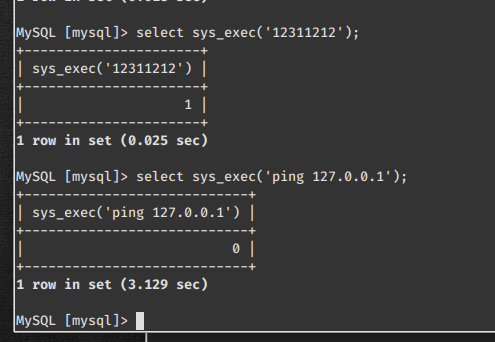 MySQL [mysql]> select sys_exec('12311212');
+----------------------+
| sys_exec('12311212') |
+----------------------+
|                    1 |
+----------------------+
1 row in set (0.025 sec)
MySQL [mysql]> select sys_exec('ping 127.0.0.1');
+----------------------------+
| sys_exec('ping 127.0.0.1') |
+----------------------------+
|                          0 |
+----------------------------+
1 row in set (3.129 sec)
MySQL [mysql]>